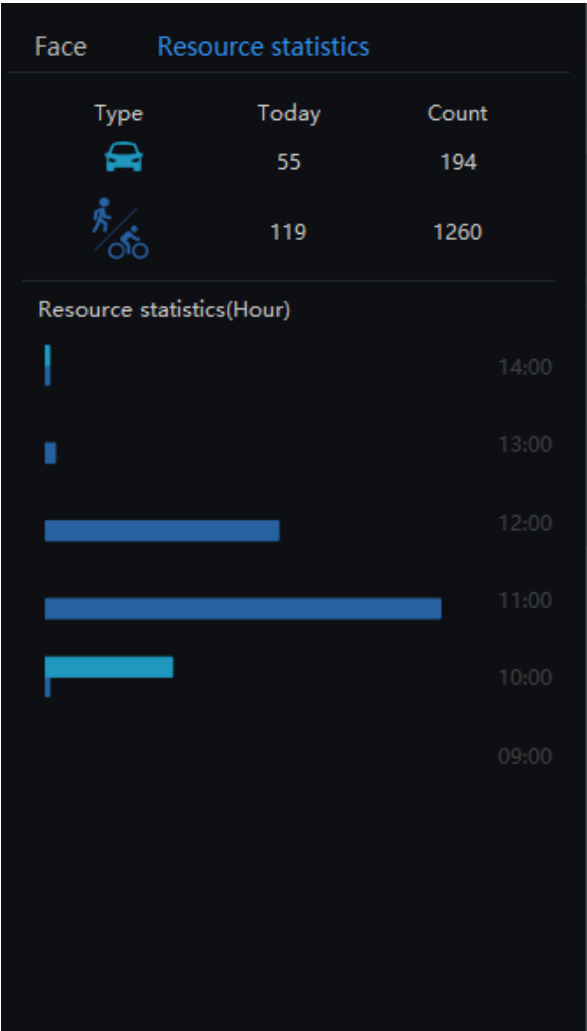 Face Resource statistics
Type Today Count
55 194
119 1260
Resource statistics(Hour)
14:00
13:00
12:00
11:00
10:00
09:00